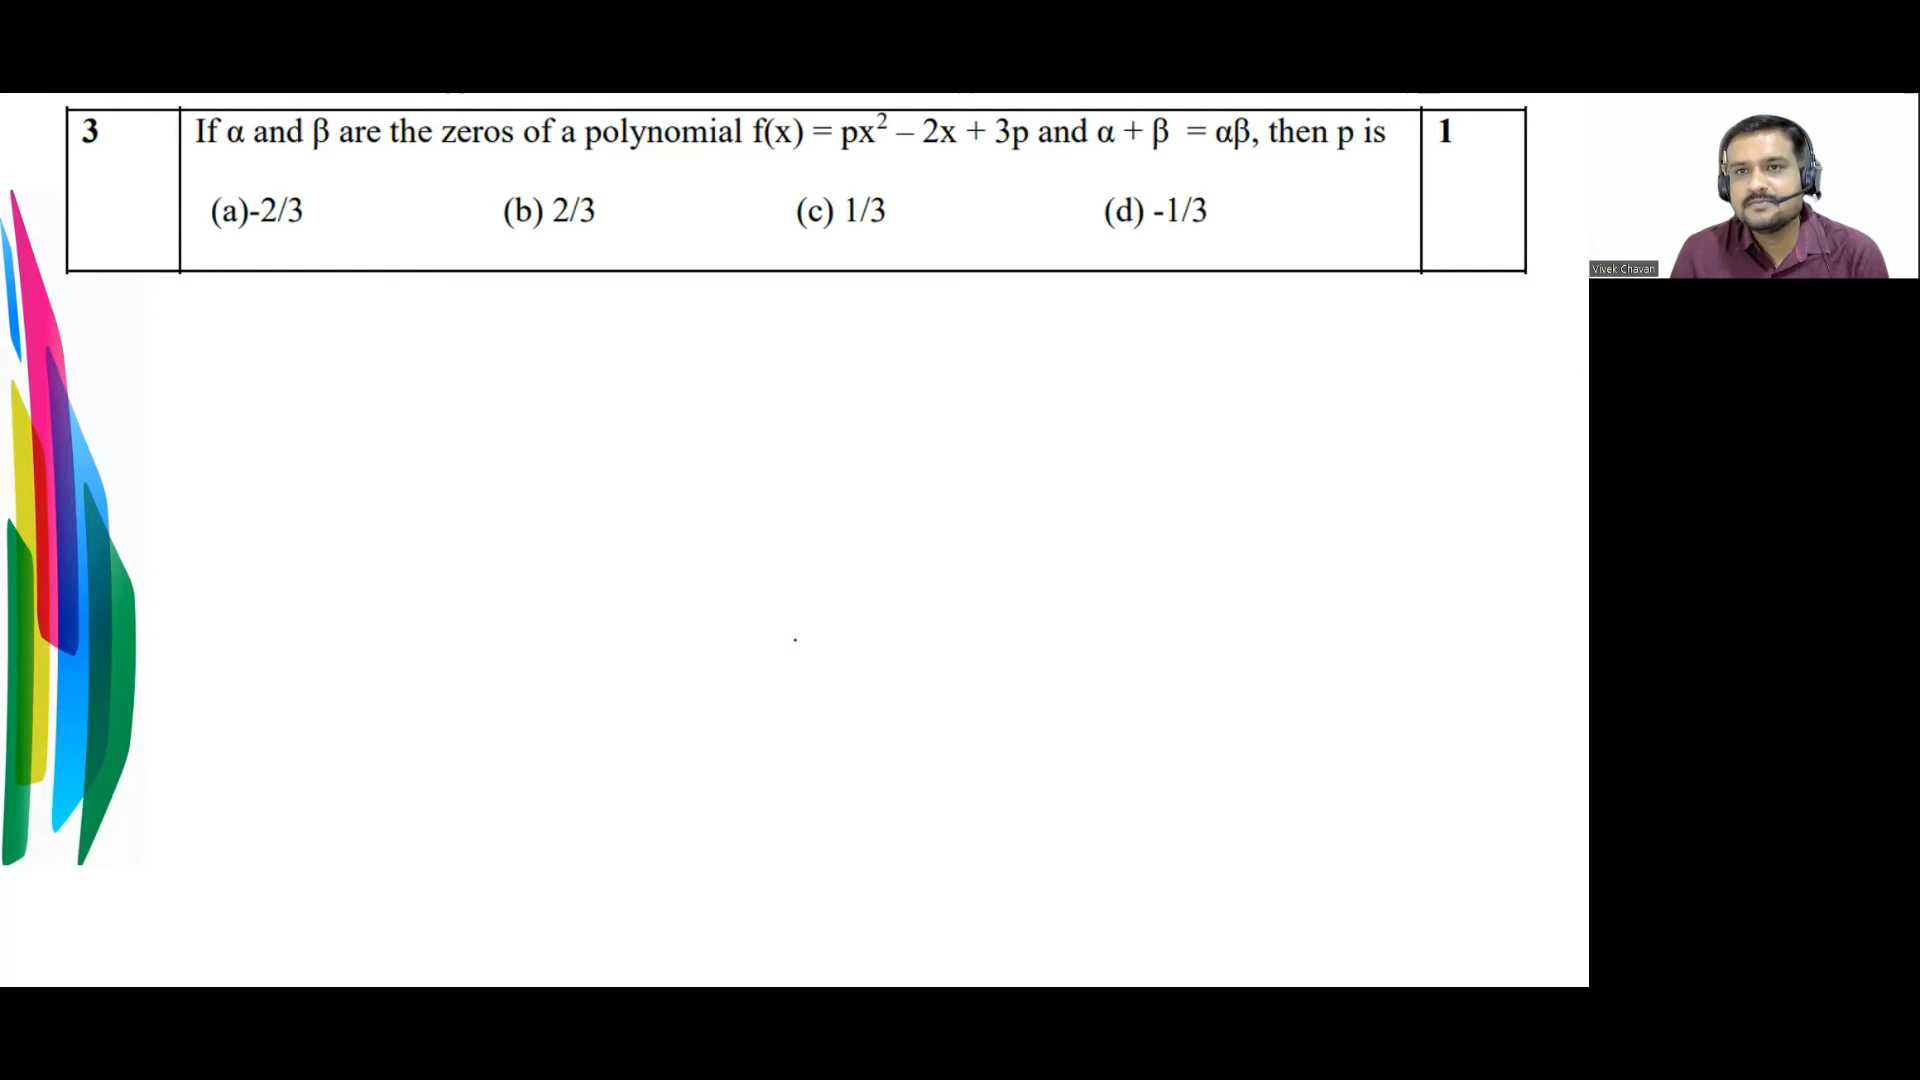 3 If α and β are the zeros of a polynomial f(x) = px² – 2x + 3p and α + β = αβ, then p is 1
(a)-2/3 (b) 2/3 (c) 1/3 (d) -1/3
Vivek Chavan